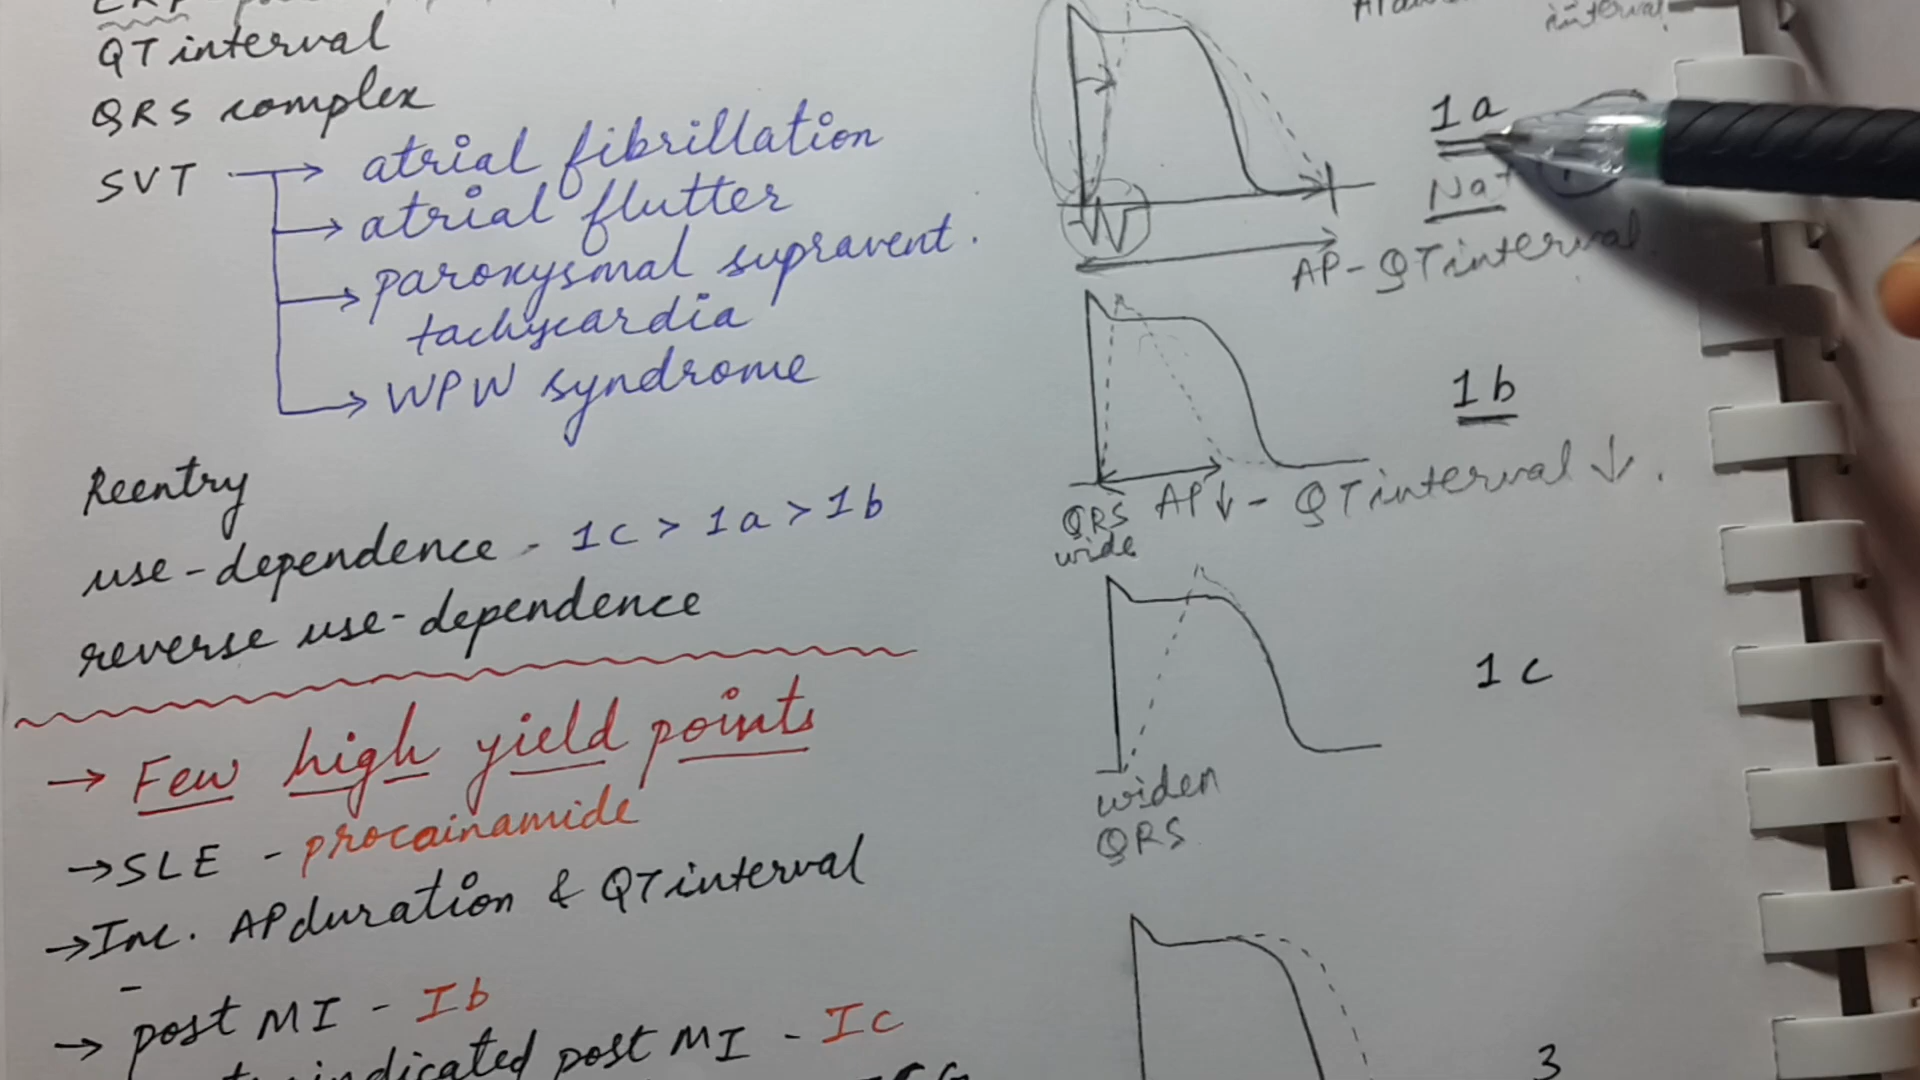 QT interval
QRS complex
SVT → atrial fibrillation
→ atrial flutter
→ paroxysmal supravent.
tachycardia
→ WPW syndrome
Reentry
use-dependence - 1c > 1a > 1b
reverse use-dependence
→ Few high yield points
→ SLE - procainamide
→ Inc. AP duration & QT interval
-
→ post MI - Ib
indicated post MI - Ic
interval
1a
Na+
AP - QT interval
1b
QRS
wide
AP ↓ - QT interval ↓.
1c
widen
QRS
3